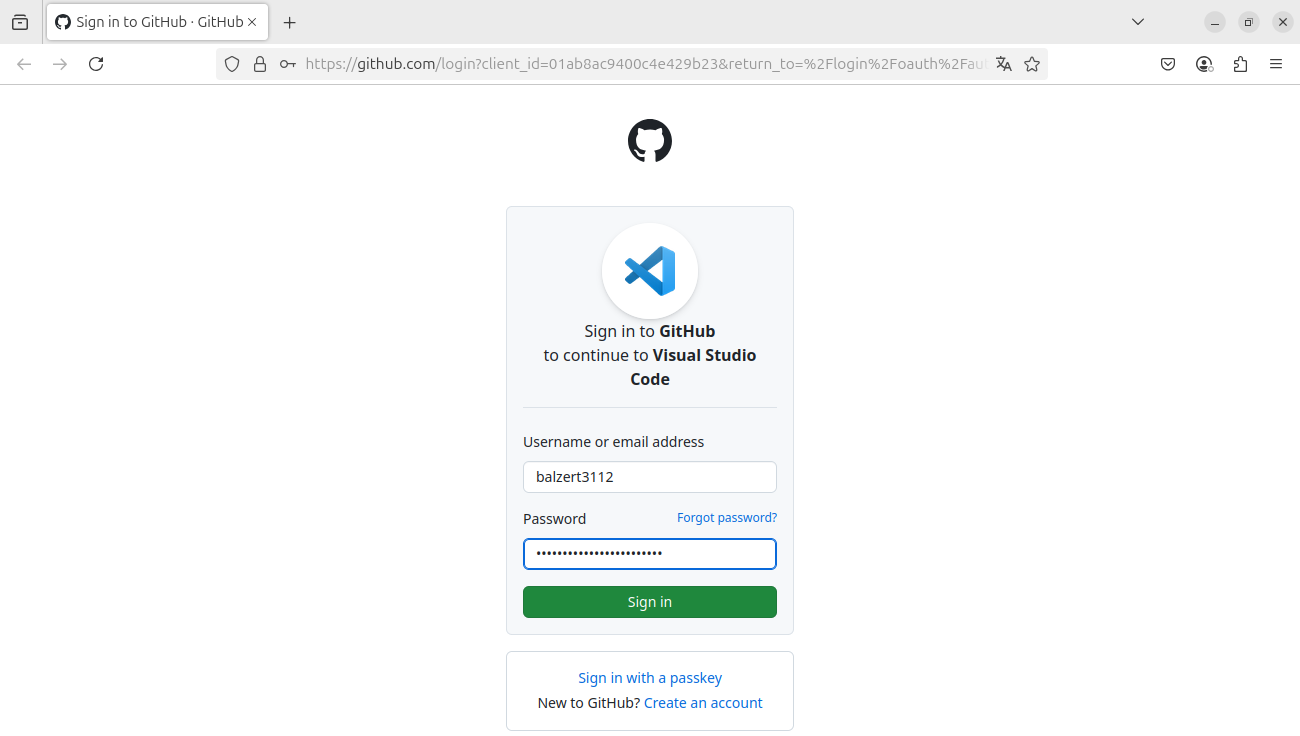 Sign in to GitHub · GitHub
https://github.com/login?client_id=01ab8ac9400c4e429b23&return_to=%2Flogin%2Foauth%2Fau
Sign in to GitHub
to continue to Visual Studio
Code
Username or email address
balzert3112
Password
Forgot password?
••••••••••••••••••••••••
Sign in
Sign in with a passkey
New to GitHub? Create an account